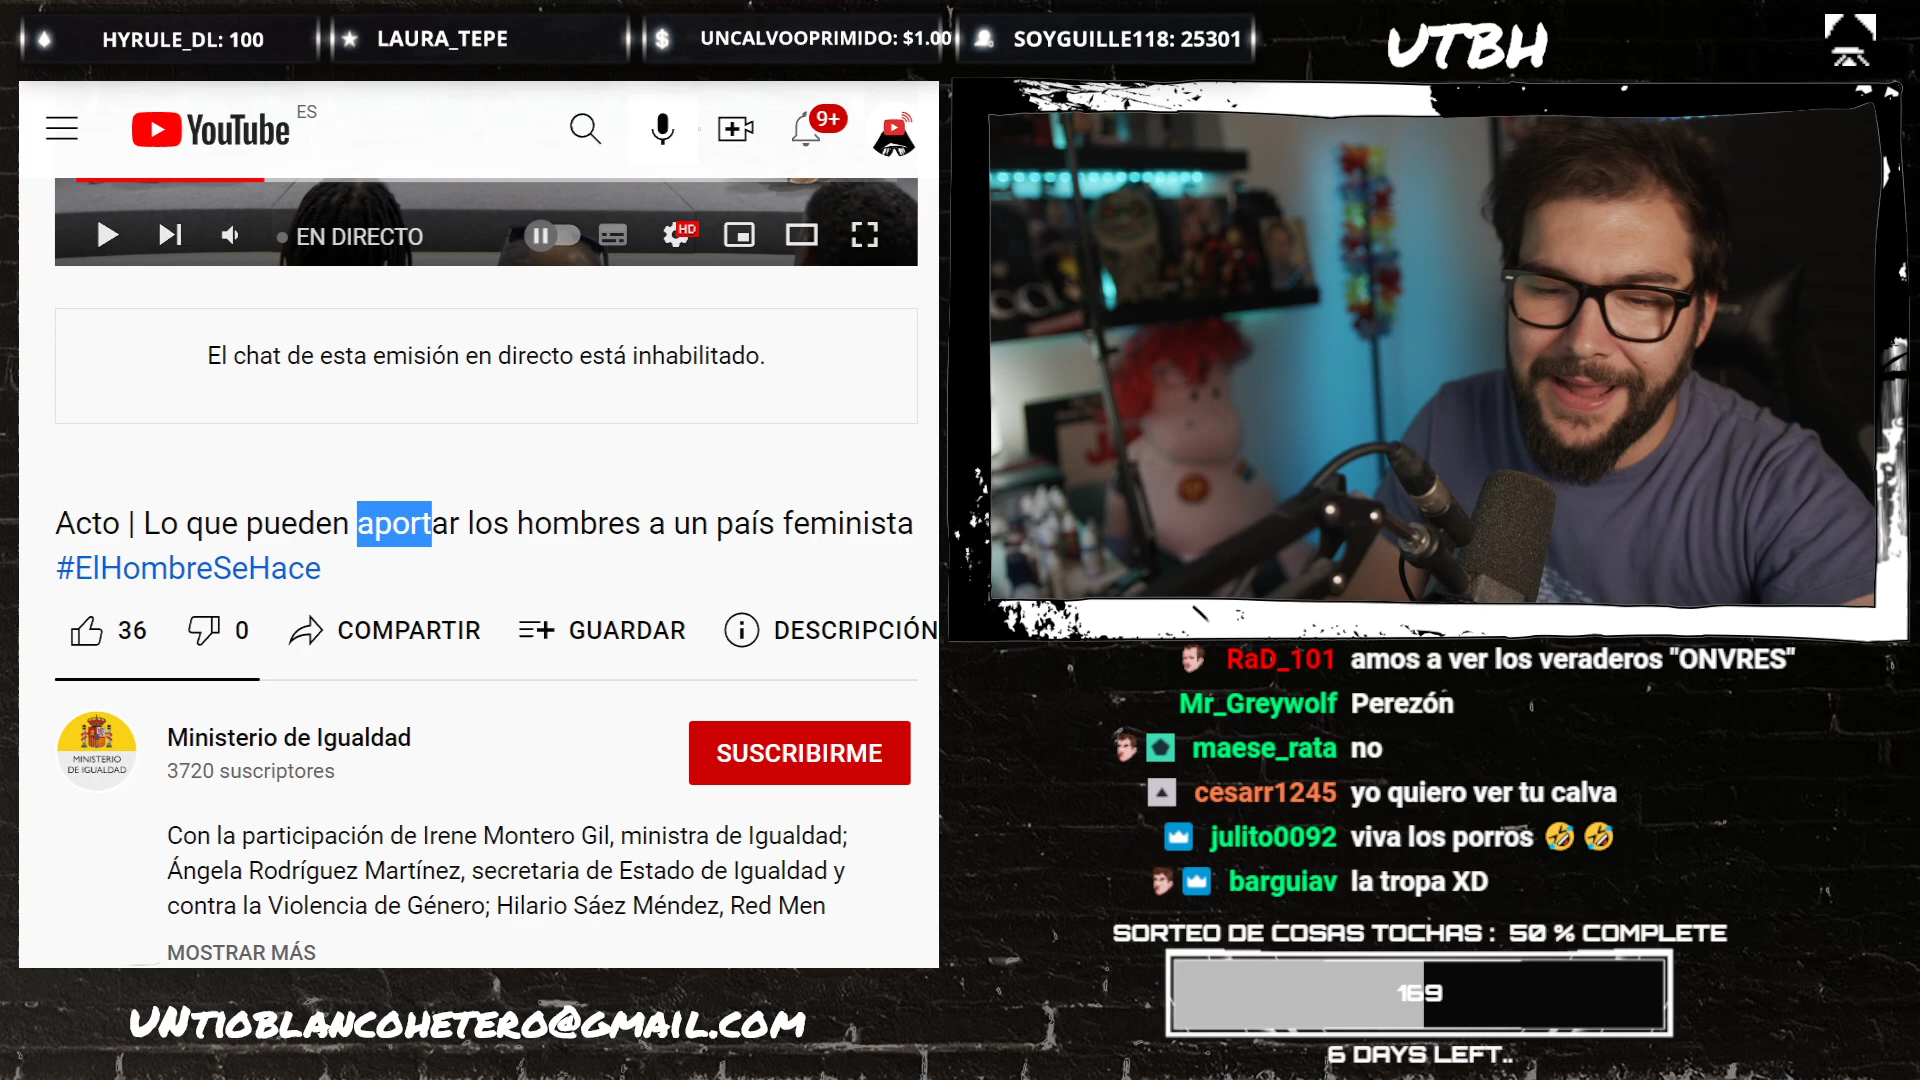 HYRULE_DL: 100
LAURA_TEPE
UNCALVOOPRIMIDO: $1.00
SOYGUILLE118: 25301
UTBH
YouTube ES
9+
EN DIRECTO
HD
El chat de esta emisión en directo está inhabilitado.
Acto | Lo que pueden aportar los hombres a un país feminista
#ElHombreSeHace
36
0
COMPARTIR
GUARDAR
DESCRIPCIÓN
MINISTERIO
DE IGUALDAD
Ministerio de Igualdad
3720 suscriptores
SUSCRIBIRME
Con la participación de Irene Montero Gil, ministra de Igualdad;
Ángela Rodríguez Martínez, secretaria de Estado de Igualdad y
contra la Violencia de Género; Hilario Sáez Méndez, Red Men
MOSTRAR MÁS
UNtioblancohetero@gmail.com
RaD_101 amos a ver los veraderos "ONVRES"
Mr_Greywolf Perezón
maese_rata no
cesarr1245 yo quiero ver tu calva
julito0092 viva los porros 🤣 🤣
barguiav la tropa XD
SORTEO DE COSAS TOCHAS : 50 % COMPLETE
169
6 DAYS LEFT..